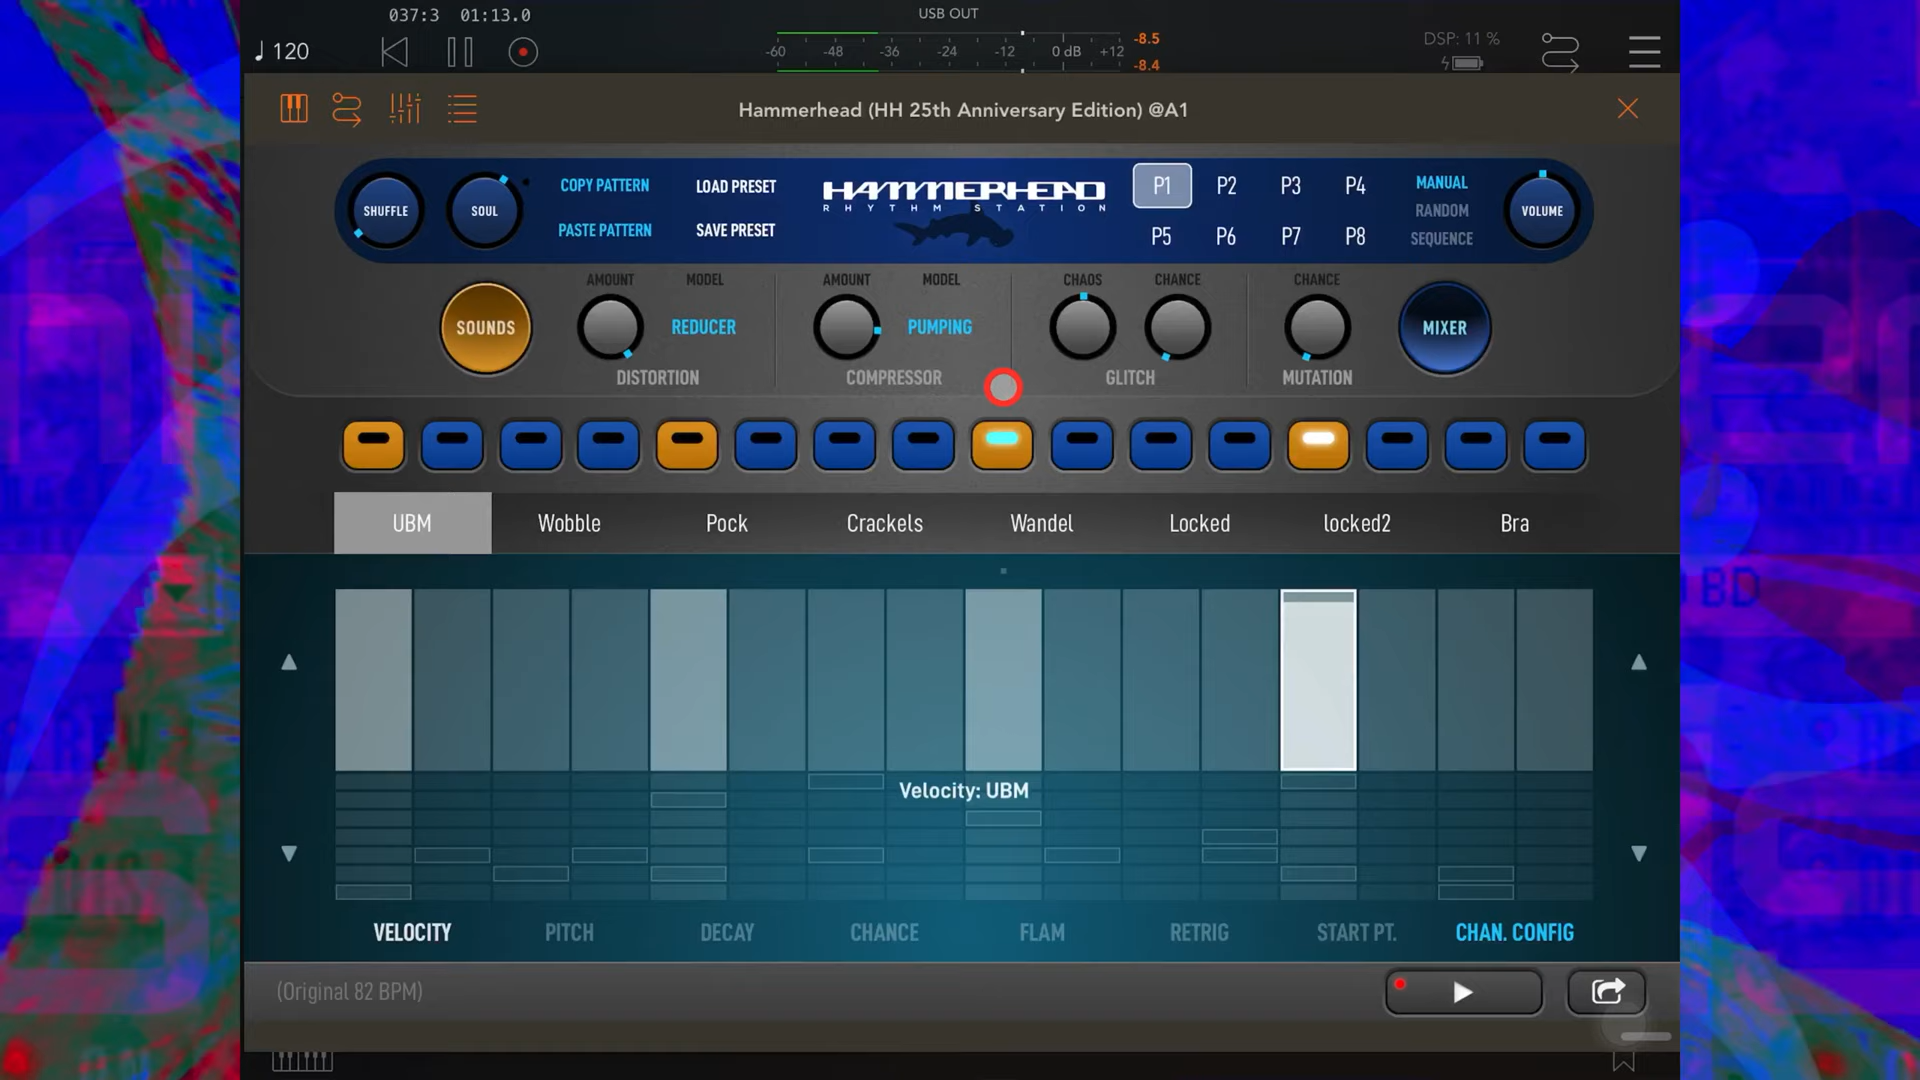 037:3 01:13.0
USB OUT
♩ 120
-60 -48 -36 -24 -12 0 dB +12
-8.5
-8.4
DSP: 11 %
Hammerhead (HH 25th Anniversary Edition) @A1
SHUFFLE
SOUL
COPY PATTERN
PASTE PATTERN
LOAD PRESET
SAVE PRESET
HAMMERHEAD
RHYTHM STATION
P1 P2 P3 P4
P5 P6 P7 P8
MANUAL
RANDOM
SEQUENCE
VOLUME
SOUNDS
AMOUNT MODEL
REDUCER
DISTORTION
AMOUNT MODEL
PUMPING
COMPRESSOR
CHAOS CHANCE
GLITCH
CHANCE
MUTATION
MIXER
UBM Wobble Pock Crackels Wandel Locked locked2 Bra
Velocity: UBM
VELOCITY PITCH DECAY CHANCE FLAM RETRIG START PT. CHAN. CONFIG
(Original 82 BPM)
BD